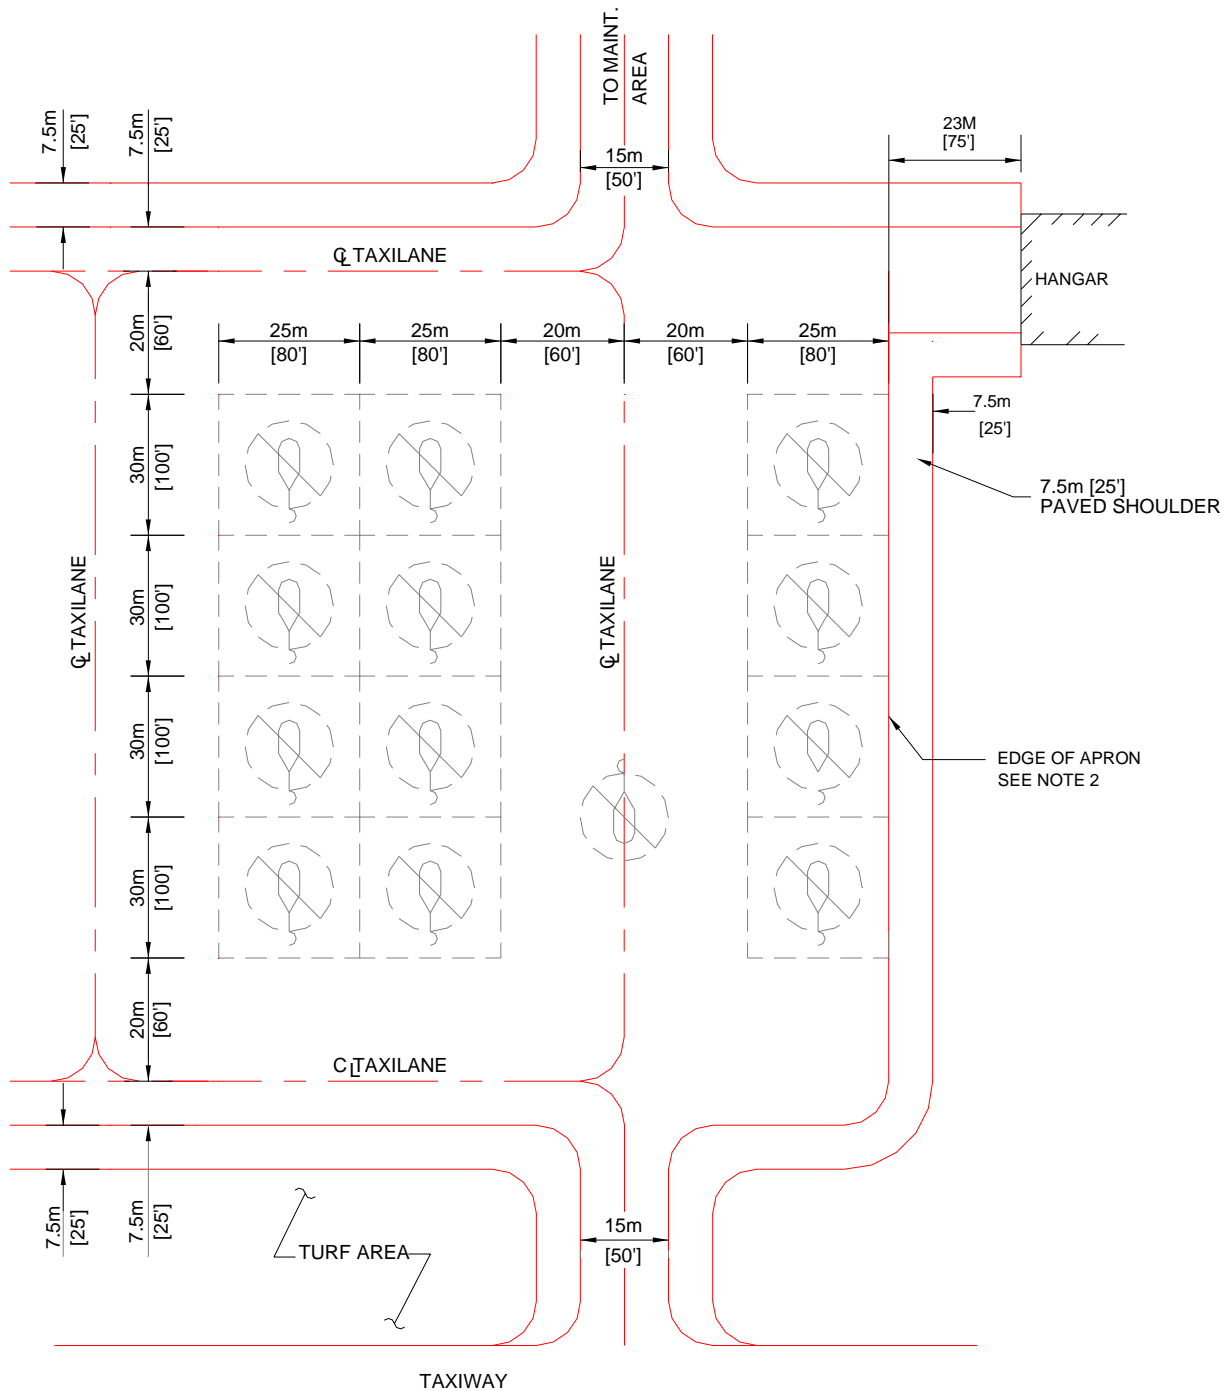 TO MAINT.
AREA
7.5m
[25']
7.5m
[25']
15m
[50']
23M
[75']
℄ TAXILANE
HANGAR
20m
[60']
25m
[80']
25m
[80']
20m
[60']
20m
[60']
25m
[80']
7.5m
[25']
30m
[100']
7.5m [25']
PAVED SHOULDER
℄ TAXILANE
30m
[100']
℄ TAXILANE
30m
[100']
EDGE OF APRON
SEE NOTE 2
30m
[100']
20m
[60']
℄ TAXILANE
7.5m
[25']
7.5m
[25']
15m
[50']
TURF AREA
TAXIWAY